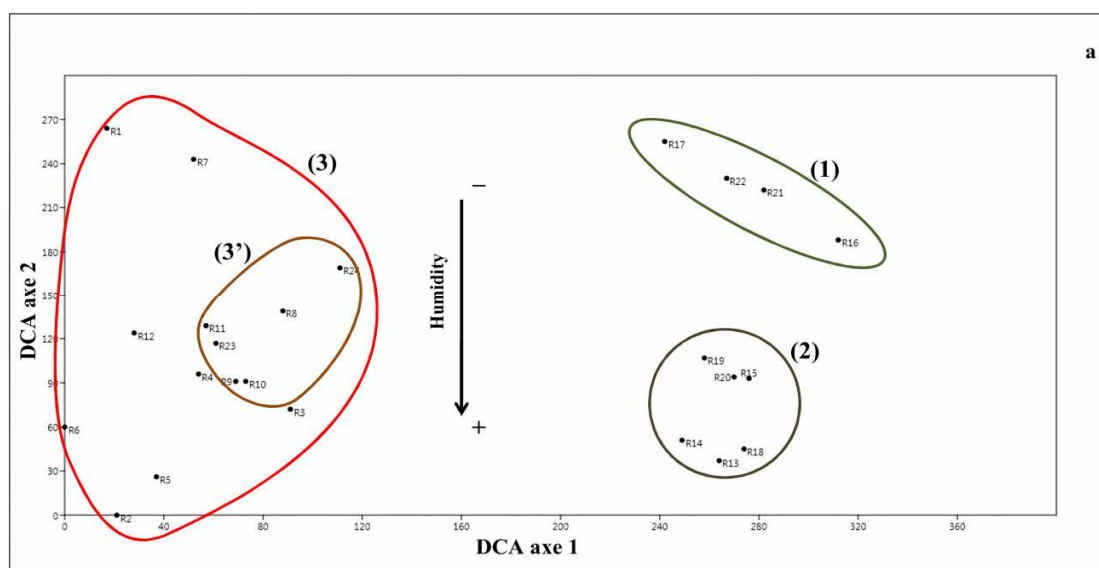 a
270
240
210
180
150
120
90
60
30
0
DCA axe 2
R1
R7
(3)
(3’)
R24
R8
R11
R23
R12
R4
R9
R10
R3
R6
R5
R2
−
Humidity
+
R17
R22
R21
(1)
R16
(2)
R19
R20
R15
R14
R13
R18
0 40 80 120 160 200 240 280 320 360
DCA axe 1